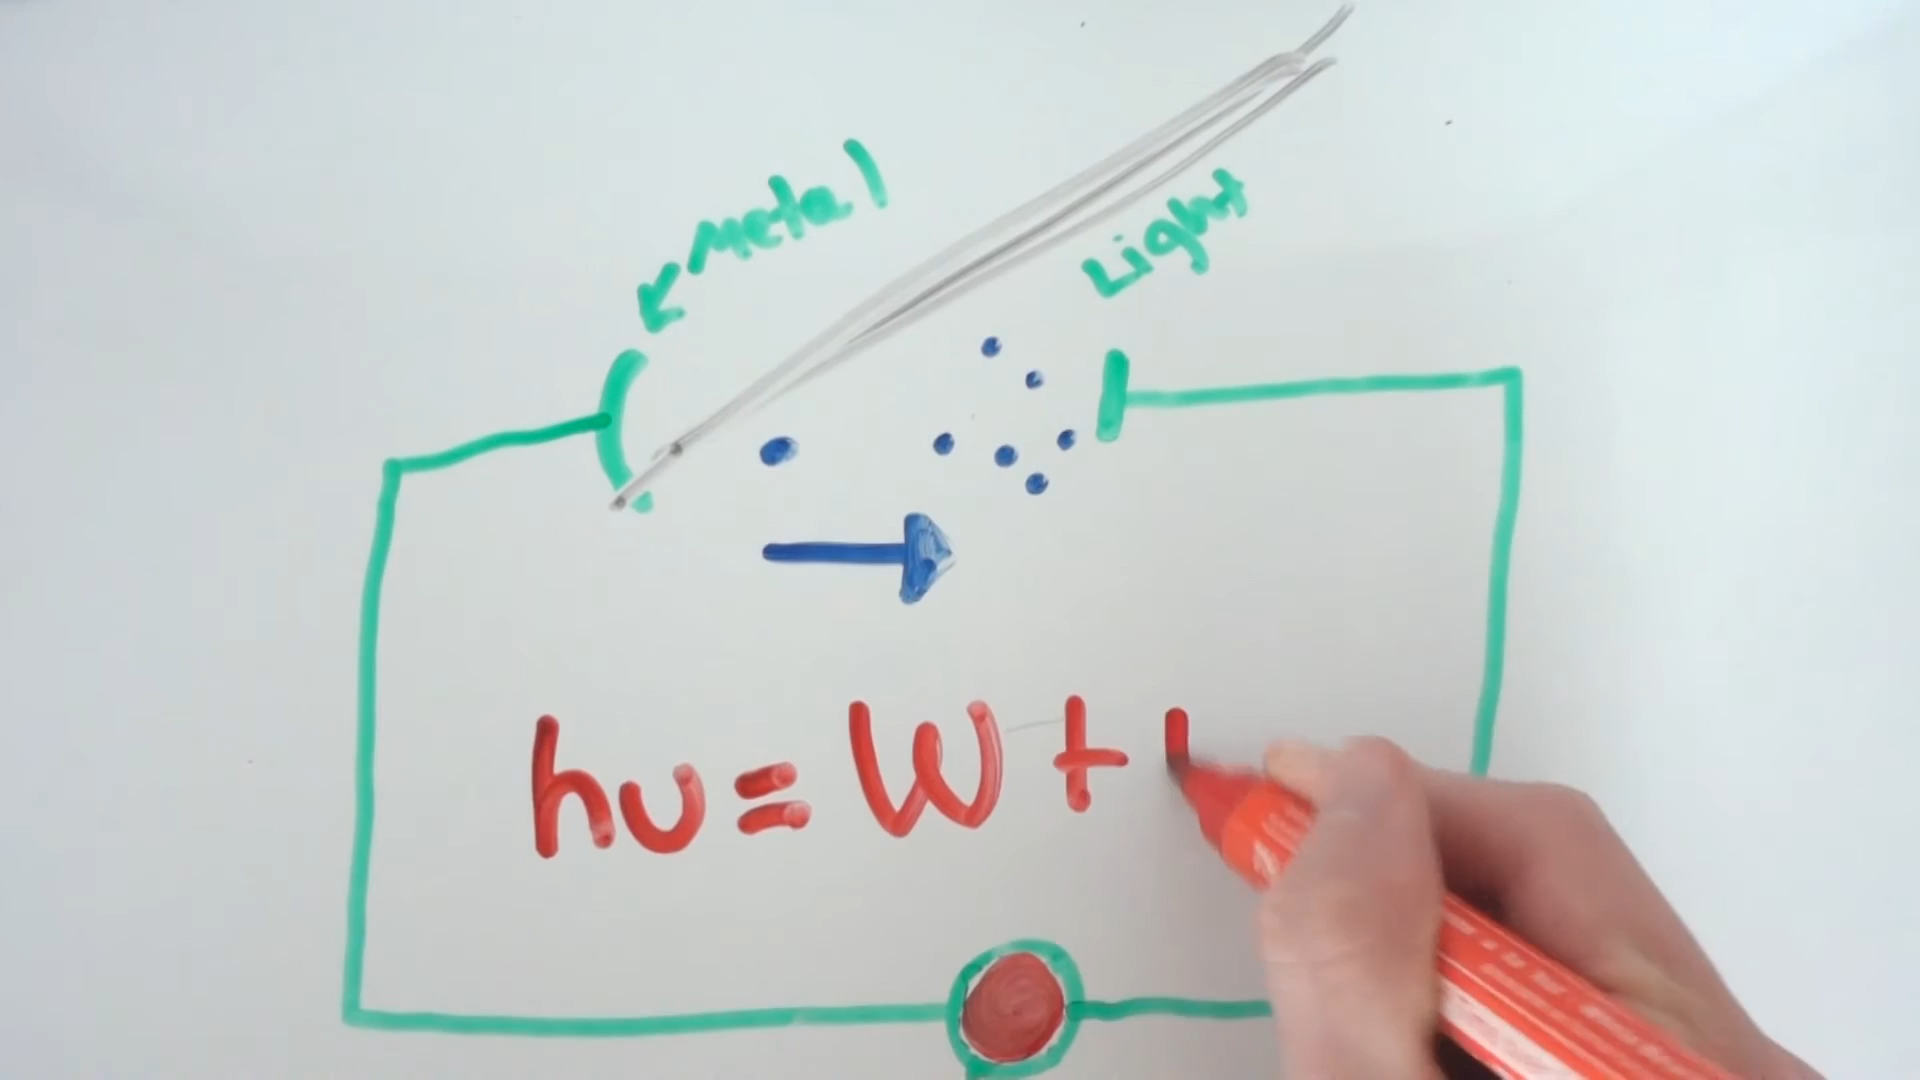 Metal
Light
hυ = W +